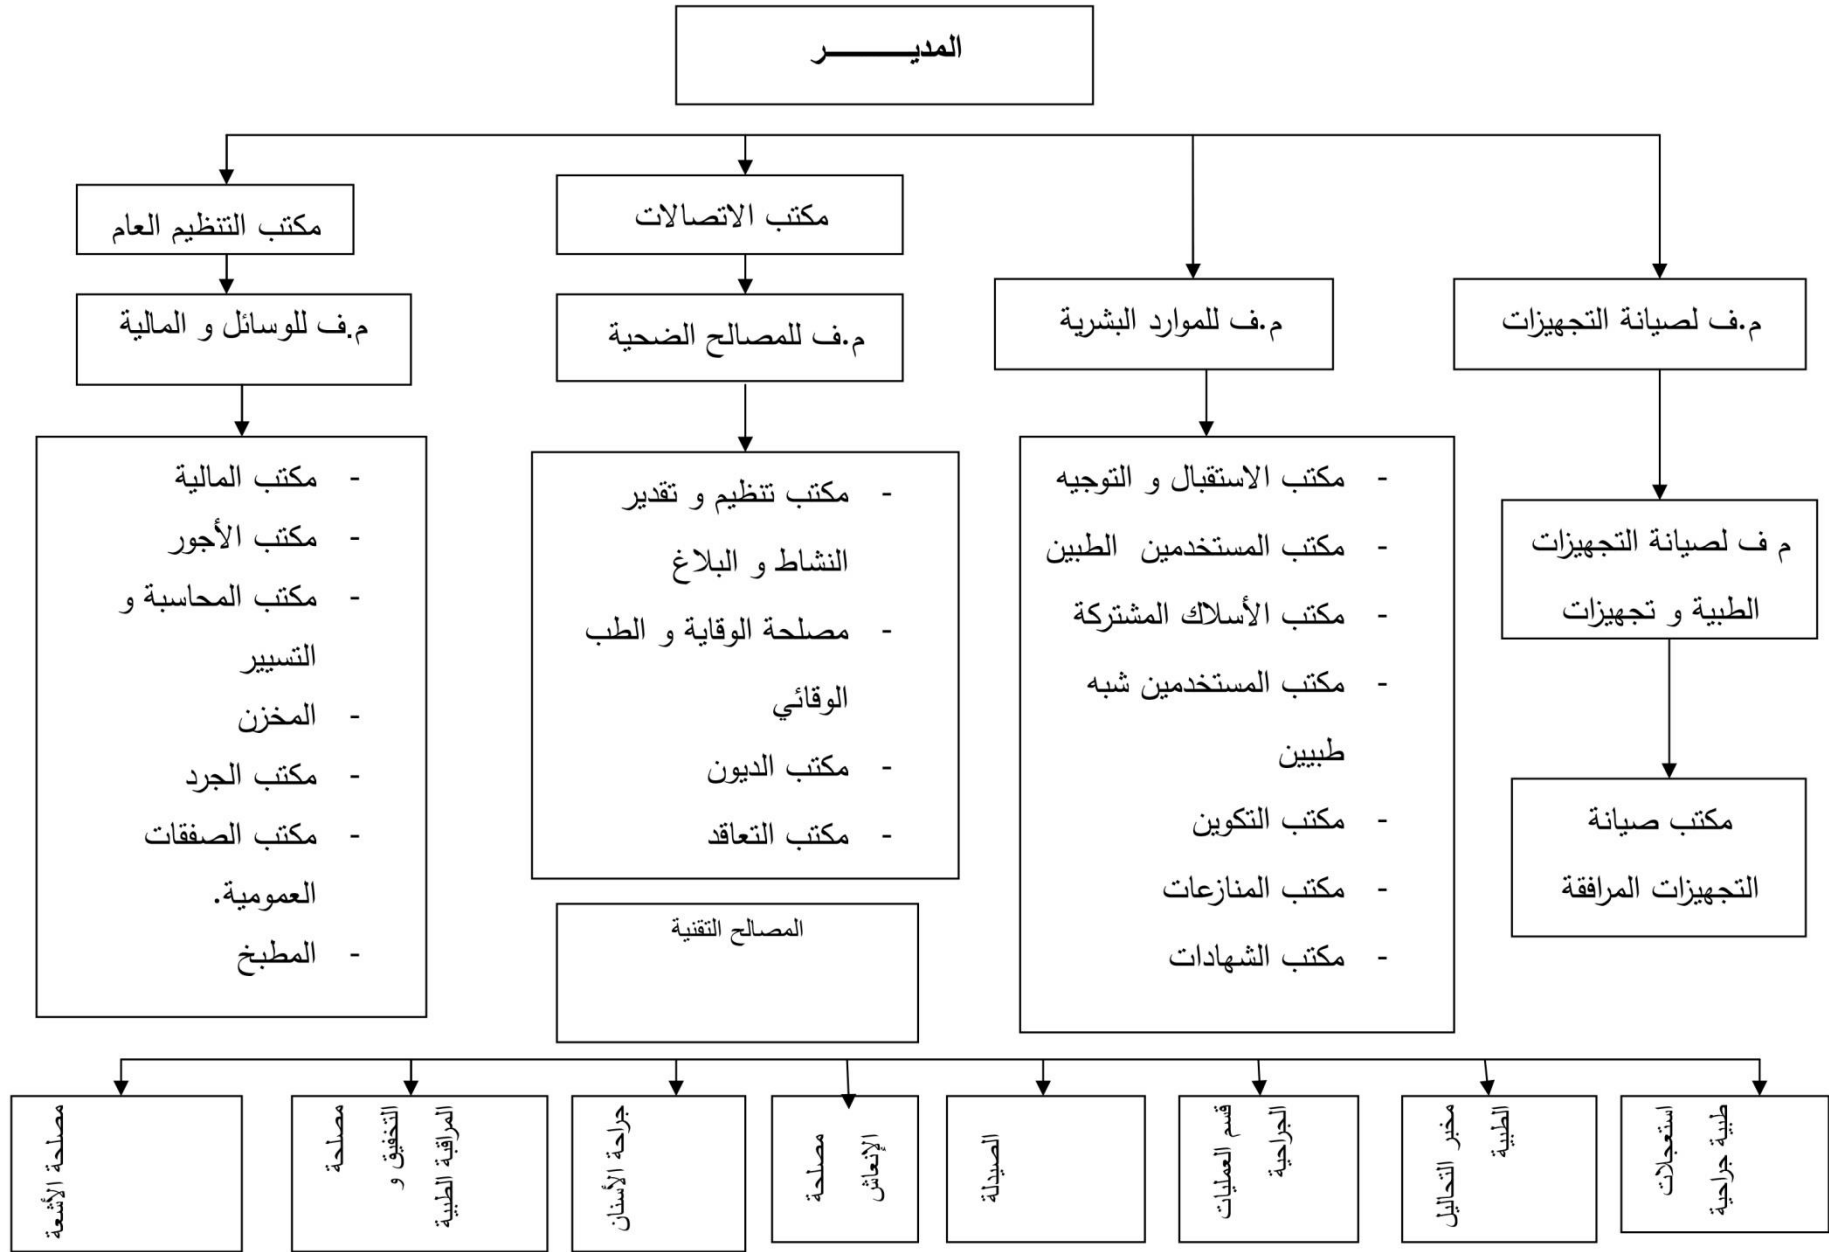 المديــــــــــر
م.ف لصيانة التجهيزات
م ف لصيانة التجهيزات
الطبية و تجهيزات
مكتب صيانة
التجهيزات المرافقة
م.ف للموارد البشرية
- مكتب الاستقبال و التوجيه
- مكتب المستخدمين الطبين
- مكتب الأسلاك المشتركة
- مكتب المستخدمين شبه
طبيين
- مكتب التكوين
- مكتب المنازعات
- مكتب الشهادات
مكتب الاتصالات
م.ف للمصالح الضحية
- مكتب تنظيم و تقدير
النشاط و البلاغ
- مصلحة الوقاية و الطب
الوقائي
- مكتب الديون
- مكتب التعاقد
مكتب التنظيم العام
م.ف للوسائل و المالية
- مكتب المالية
- مكتب الأجور
- مكتب المحاسبة و
التسيير
- المخزن
- مكتب الجرد
- مكتب الصفقات
العمومية.
- المطبخ
المصالح التقنية
استعجلات
طبية جراحية
مخبر التحاليل
الطبية
قسم العمليات
الجراحية
الصيدلة
مصلحة
الإنعاش
جراحة الأسنان
مصلحة
التخفيق و
المراقبة الطبية
مصلحة الأشعة